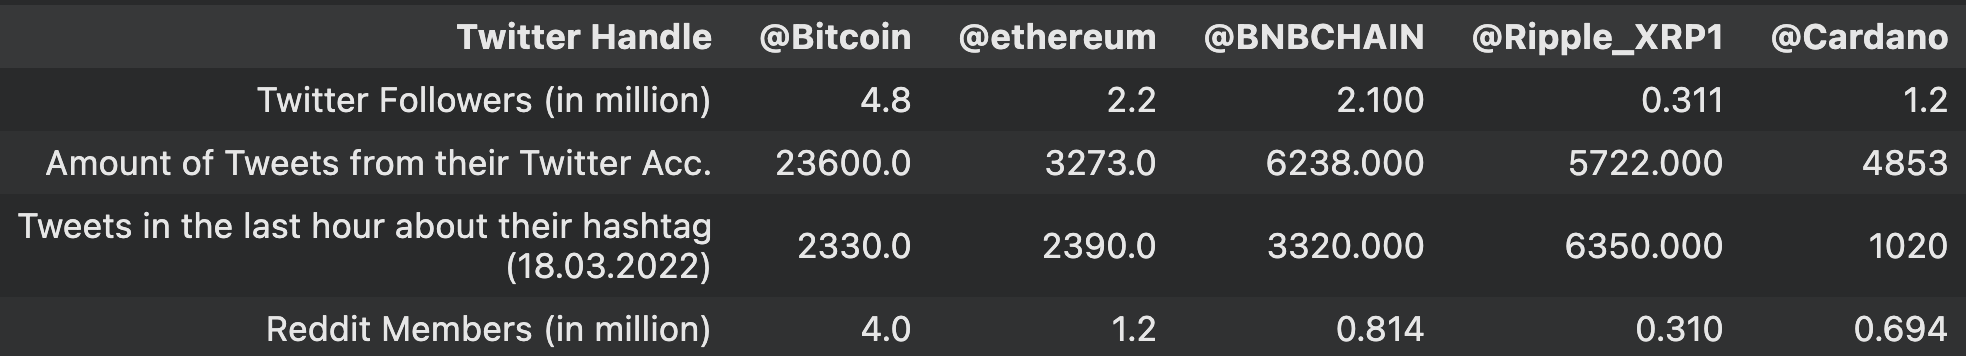 Twitter Handle @Bitcoin @ethereum @BNBCHAIN @Ripple_XRP1 @Cardano
Twitter Followers (in million) 4.8 2.2 2.100 0.311 1.2
Amount of Tweets from their Twitter Acc. 23600.0 3273.0 6238.000 5722.000 4853
Tweets in the last hour about their hashtag
(18.03.2022) 2330.0 2390.0 3320.000 6350.000 1020
Reddit Members (in million) 4.0 1.2 0.814 0.310 0.694